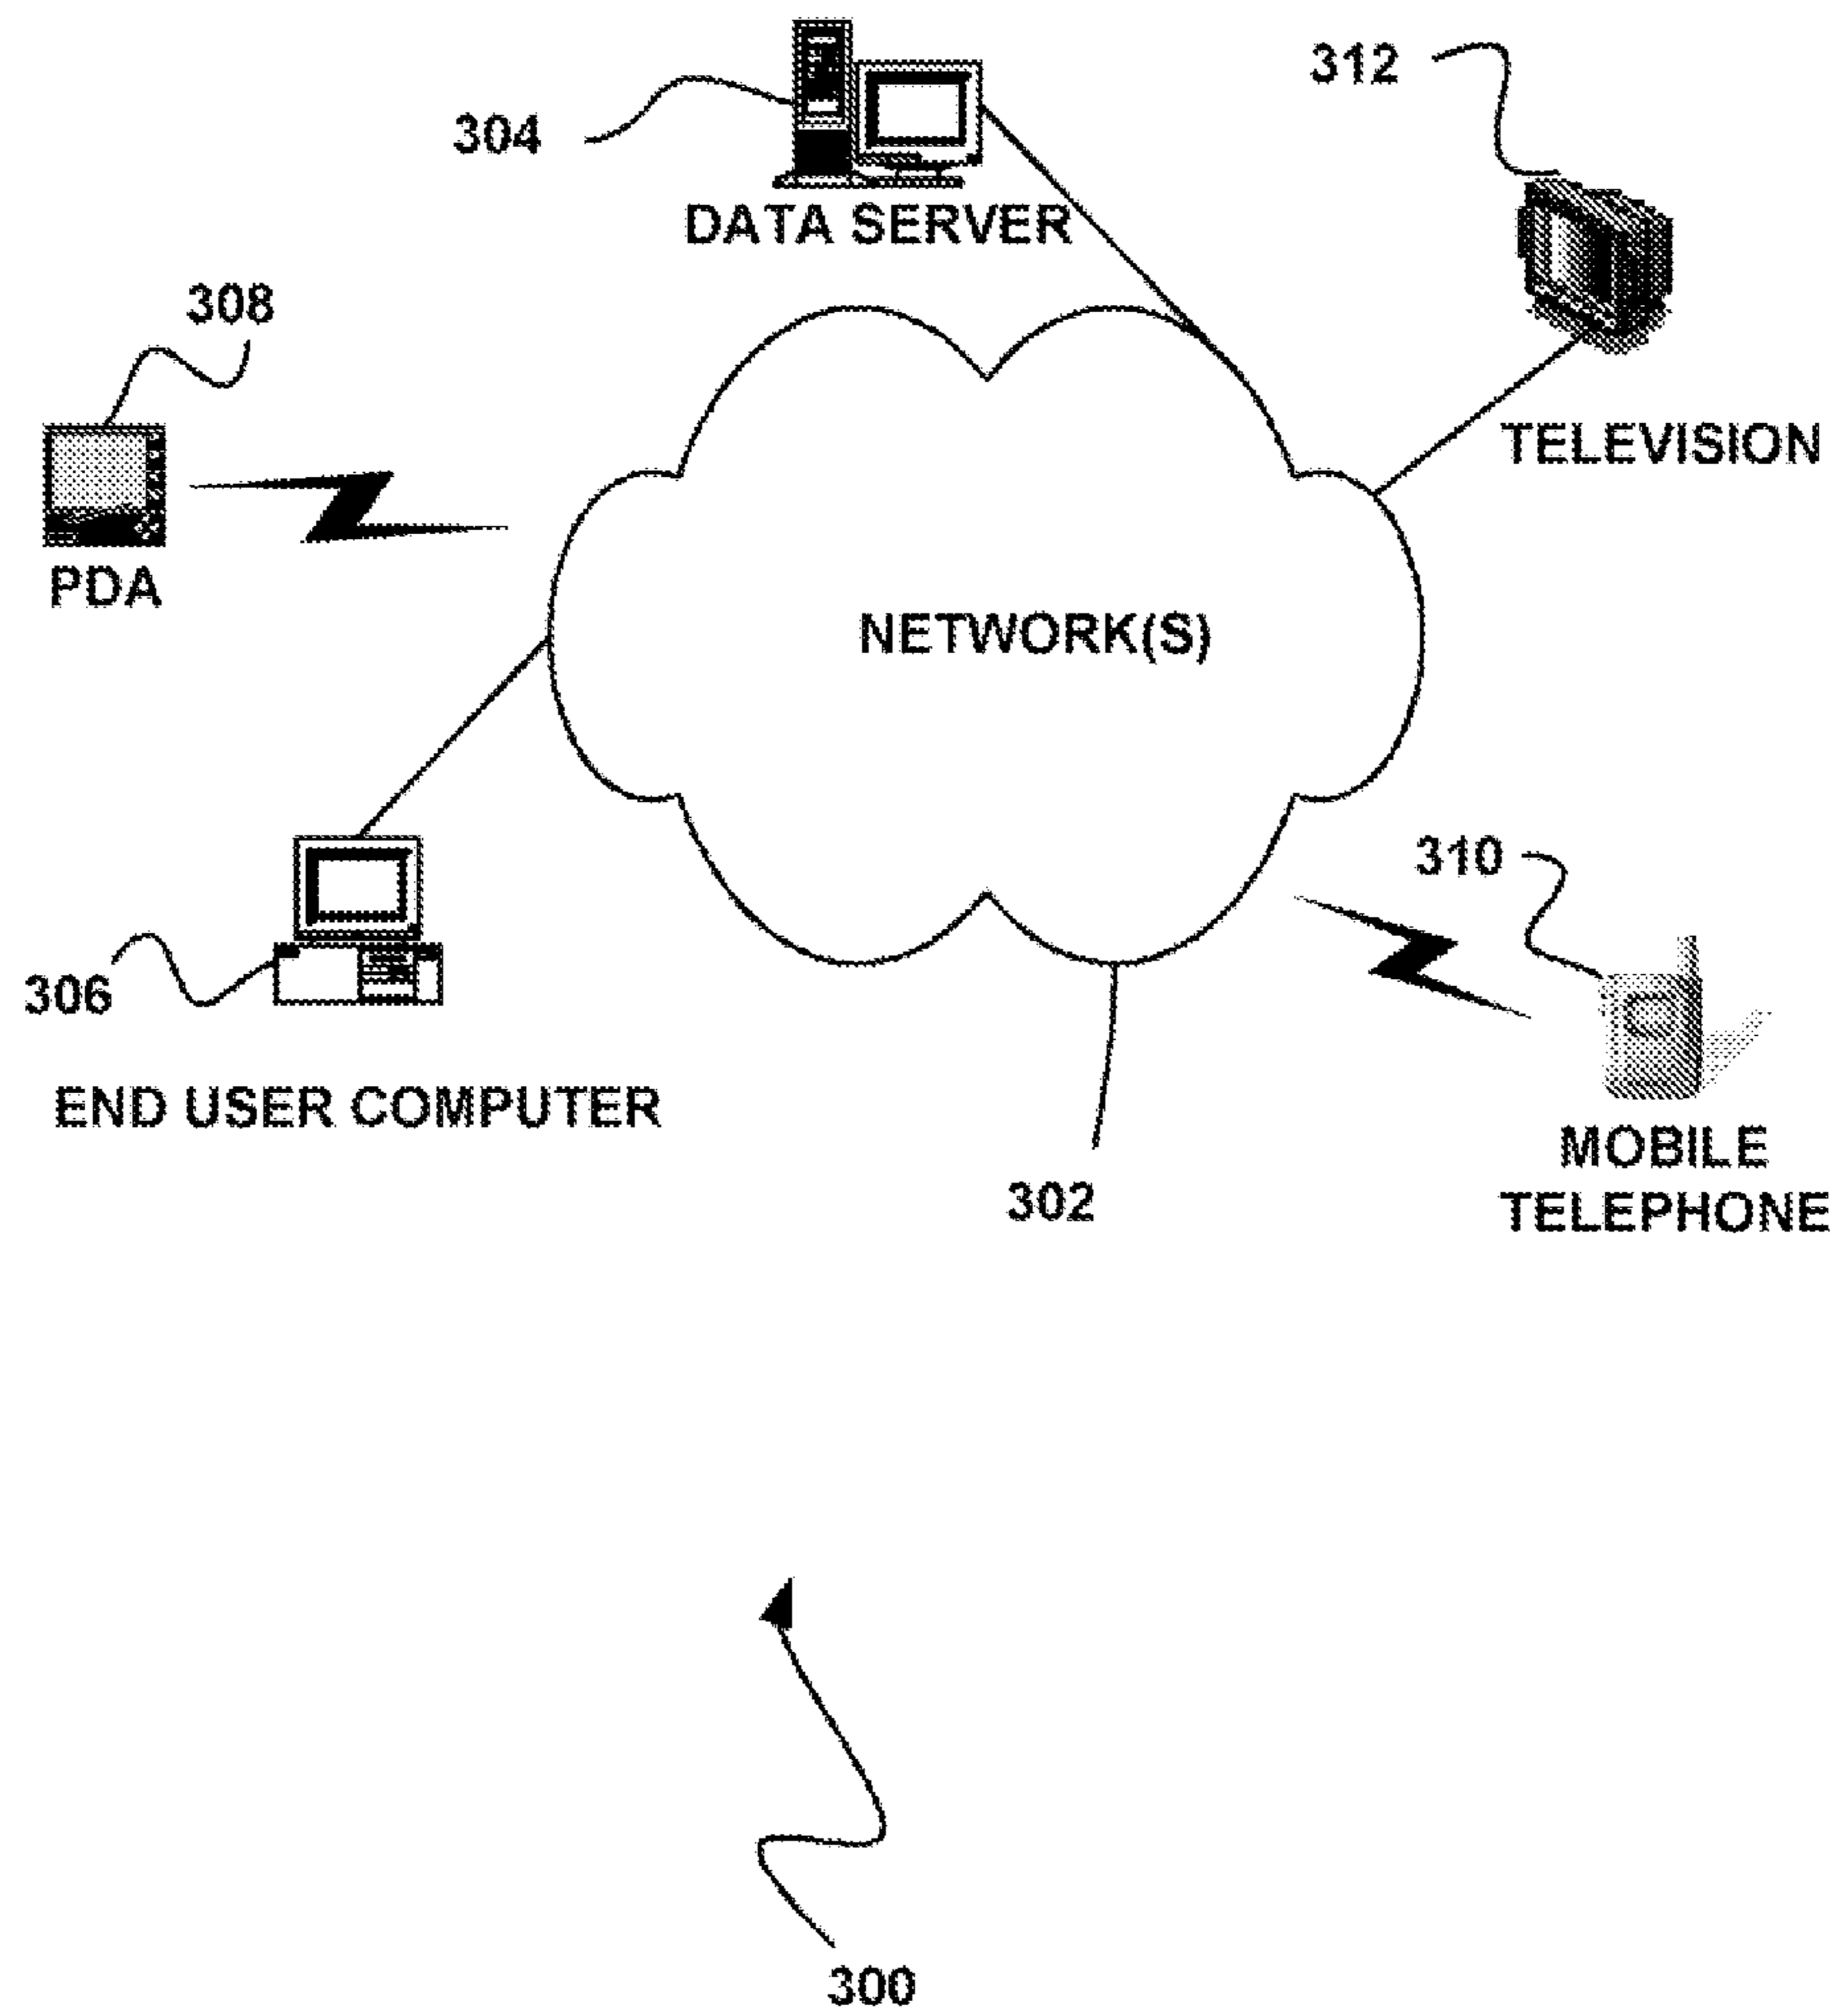 312
304
DATA SERVER
308
TELEVISION
PDA
NETWORK(S)
310
306
END USER COMPUTER
MOBILE
TELEPHONE
302
300